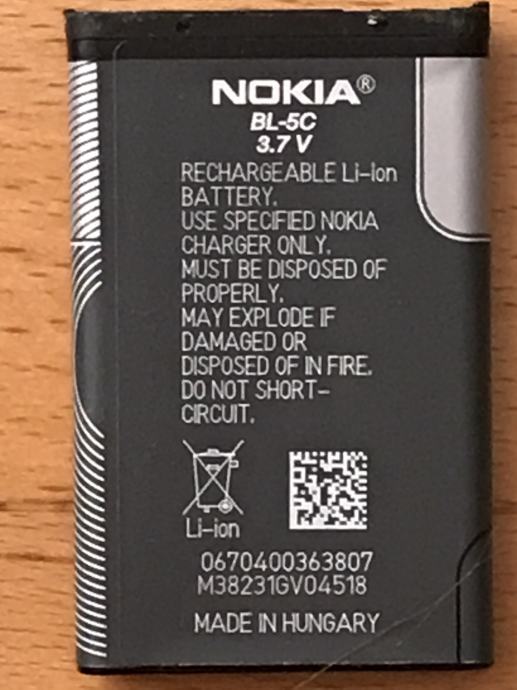 NOKIA®
BL-5C
3.7 V
RECHARGEABLE Li-ion
BATTERY.
USE SPECIFIED NOKIA
CHARGER ONLY.
MUST BE DISPOSED OF
PROPERLY.
MAY EXPLODE IF
DAMAGED OR
DISPOSED OF IN FIRE.
DO NOT SHORT-
CIRCUIT.
Li-ion
0670400363807
M38231GV04518
MADE IN HUNGARY